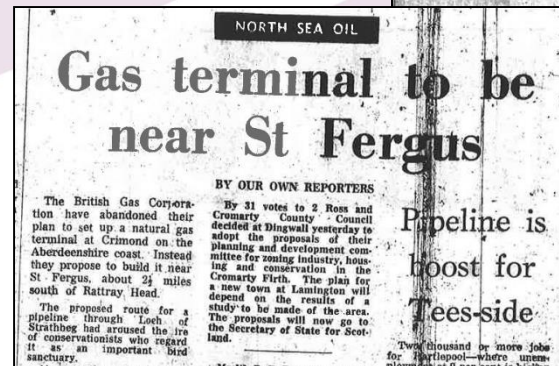 NORTH SEA OIL
Gas terminal to be
near St Fergus
The British Gas Corpora-
tion have abandoned their
plan to set up a natural gas
terminal at Crimond on the
Aberdeenshire coast. Instead
they propose to build it near
St Fergus, about 2½ miles
south of Rattray Head.
The proposed route for a
pipeline through Loch of
Strathbeg had aroused the ire
of conservationists who regard
it as an important bird
sanctuary.
BY OUR OWN REPORTERS
By 31 votes to 2 Ross and
Cromarty County Council
decided at Dingwall yesterday to
adopt the proposals of their
planning and development com-
mittee for zoning industry, hous-
ing and conservation in the
Cromarty Firth. The plan for
a new town at Lamington will
depend on the results of a
study to be made of the area.
The proposals will now go to
the Secretary of State for Scot-
land.
Pipeline is
boost for
Tees-side
Two thousand or more jobs
for Hartlepool—where unem-